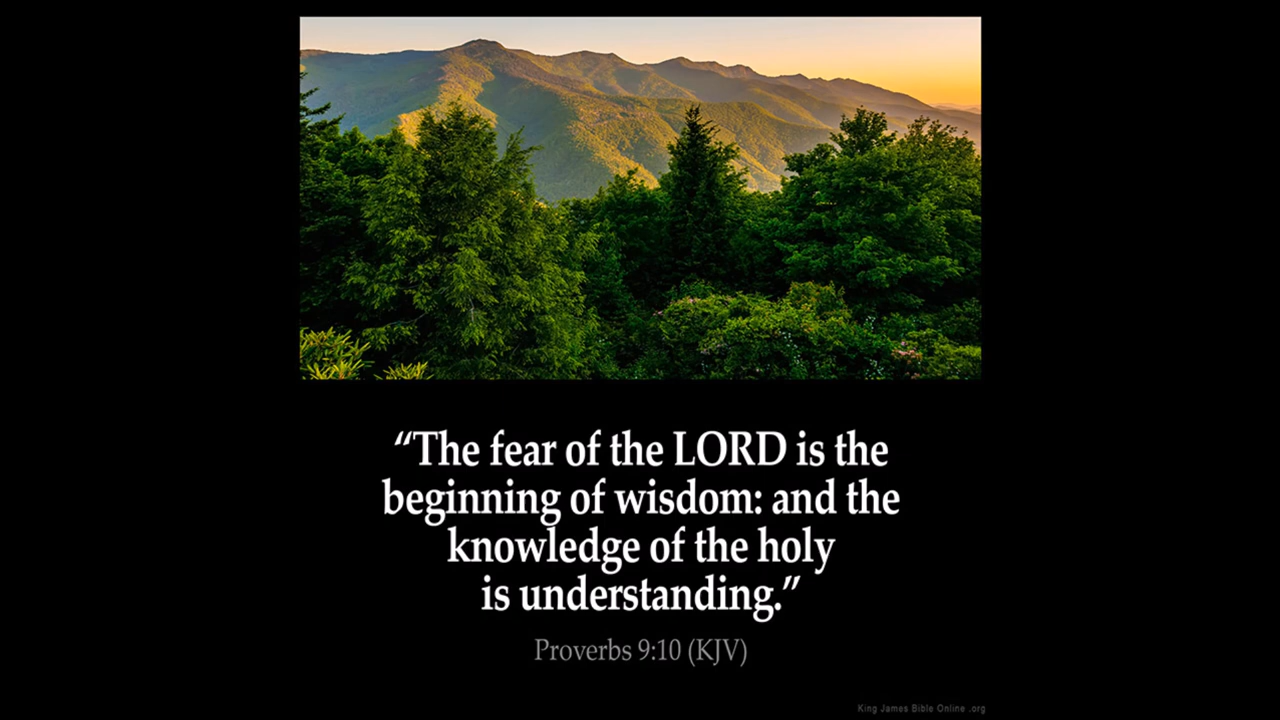 “The fear of the LORD is the
beginning of wisdom: and the
knowledge of the holy
is understanding.”
Proverbs 9:10 (KJV)
King James Bible Online .org